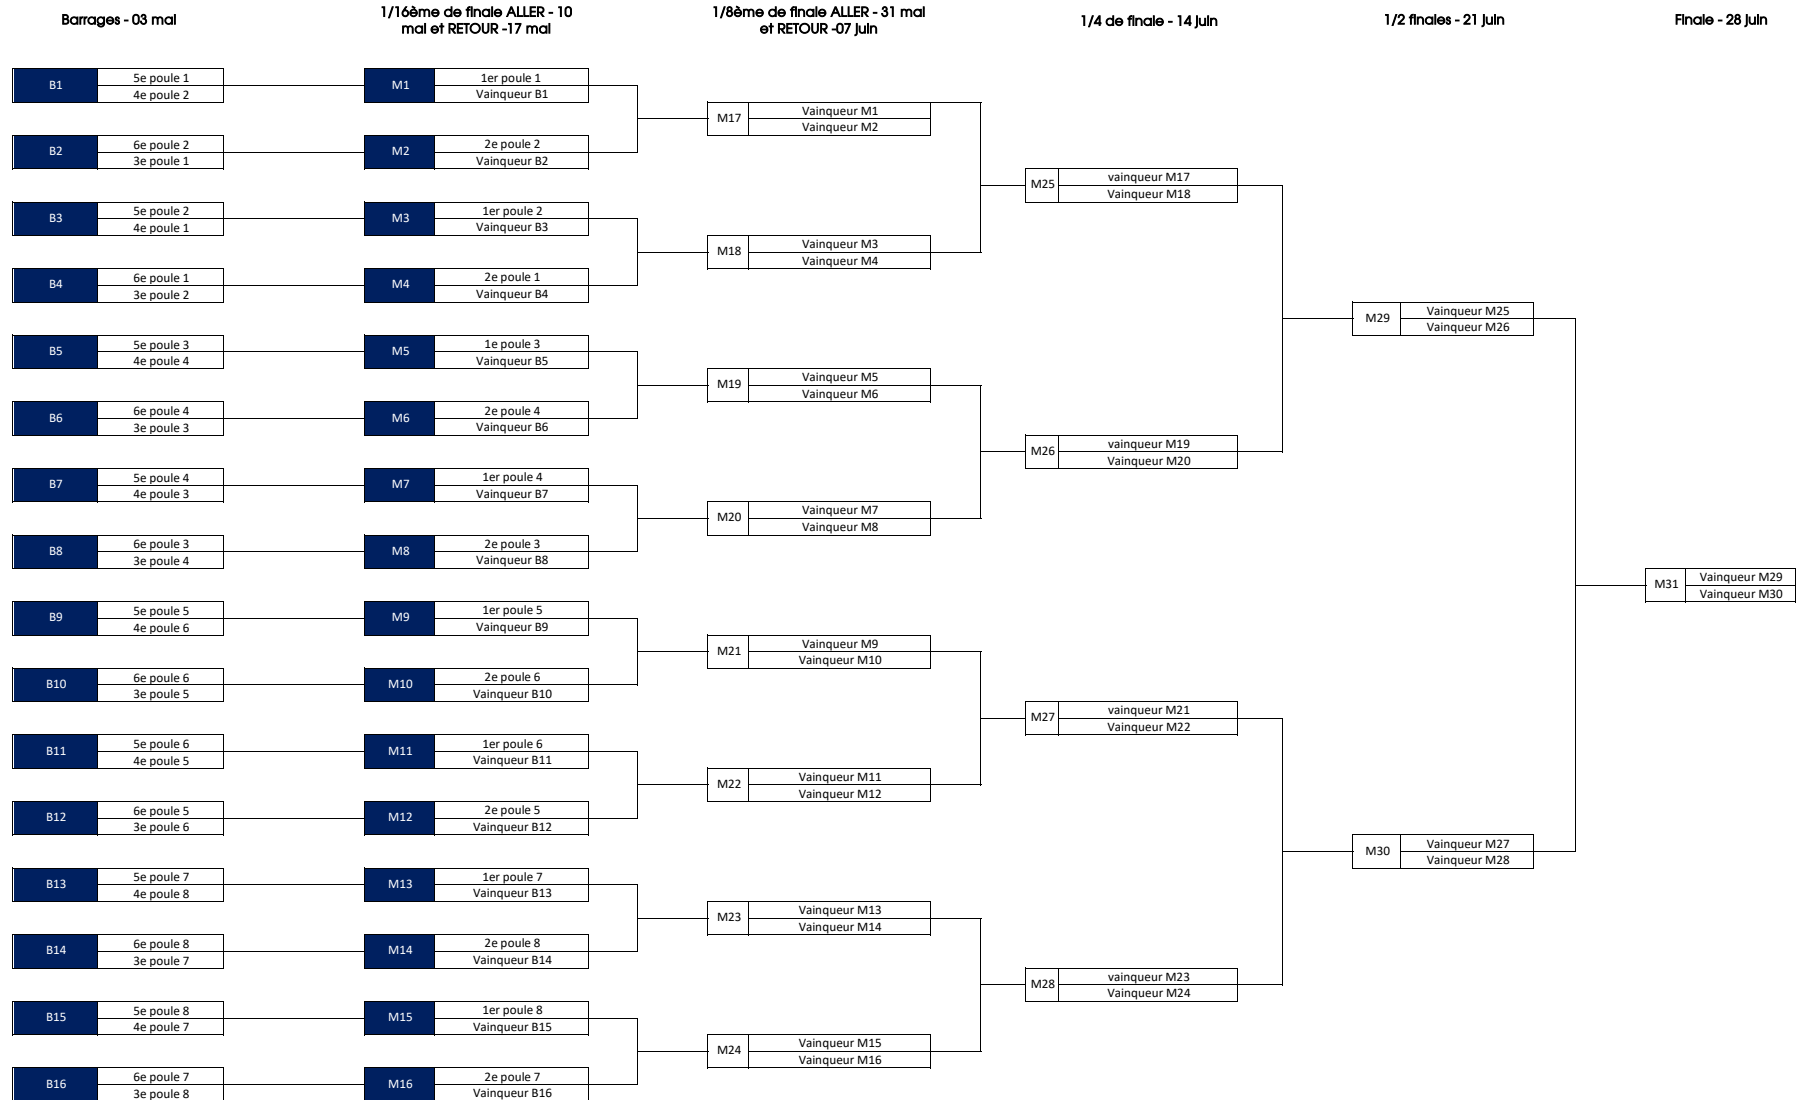 Barrages - 03 mai
1/16ème de finale ALLER - 10
mai et RETOUR -17 mai
1/8ème de finale ALLER - 31 mai
et RETOUR -07 juin
1/4 de finale - 14 juin
1/2 finales - 21 juin
Finale - 28 juin
B1
5e poule 1
4e poule 2
B2
6e poule 2
3e poule 1
B3
5e poule 2
4e poule 1
B4
6e poule 1
3e poule 2
B5
5e poule 3
4e poule 4
B6
6e poule 4
3e poule 3
B7
5e poule 4
4e poule 3
B8
6e poule 3
3e poule 4
B9
5e poule 5
4e poule 6
B10
6e poule 6
3e poule 5
B11
5e poule 6
4e poule 5
B12
6e poule 5
3e poule 6
B13
5e poule 7
4e poule 8
B14
6e poule 8
3e poule 7
B15
5e poule 8
4e poule 7
B16
6e poule 7
3e poule 8
M1
1er poule 1
Vainqueur B1
M2
2e poule 2
Vainqueur B2
M3
1er poule 2
Vainqueur B3
M4
2e poule 1
Vainqueur B4
M5
1e poule 3
Vainqueur B5
M6
2e poule 4
Vainqueur B6
M7
1er poule 4
Vainqueur B7
M8
2e poule 3
Vainqueur B8
M9
1er poule 5
Vainqueur B9
M10
2e poule 6
Vainqueur B10
M11
1er poule 6
Vainqueur B11
M12
2e poule 5
Vainqueur B12
M13
1er poule 7
Vainqueur B13
M14
2e poule 8
Vainqueur B14
M15
1er poule 8
Vainqueur B15
M16
2e poule 7
Vainqueur B16
M17
Vainqueur M1
Vainqueur M2
M18
Vainqueur M3
Vainqueur M4
M19
Vainqueur M5
Vainqueur M6
M20
Vainqueur M7
Vainqueur M8
M21
Vainqueur M9
Vainqueur M10
M22
Vainqueur M11
Vainqueur M12
M23
Vainqueur M13
Vainqueur M14
M24
Vainqueur M15
Vainqueur M16
M25
vainqueur M17
Vainqueur M18
M26
vainqueur M19
Vainqueur M20
M27
vainqueur M21
Vainqueur M22
M28
vainqueur M23
Vainqueur M24
M29
Vainqueur M25
Vainqueur M26
M30
Vainqueur M27
Vainqueur M28
M31
Vainqueur M29
Vainqueur M30